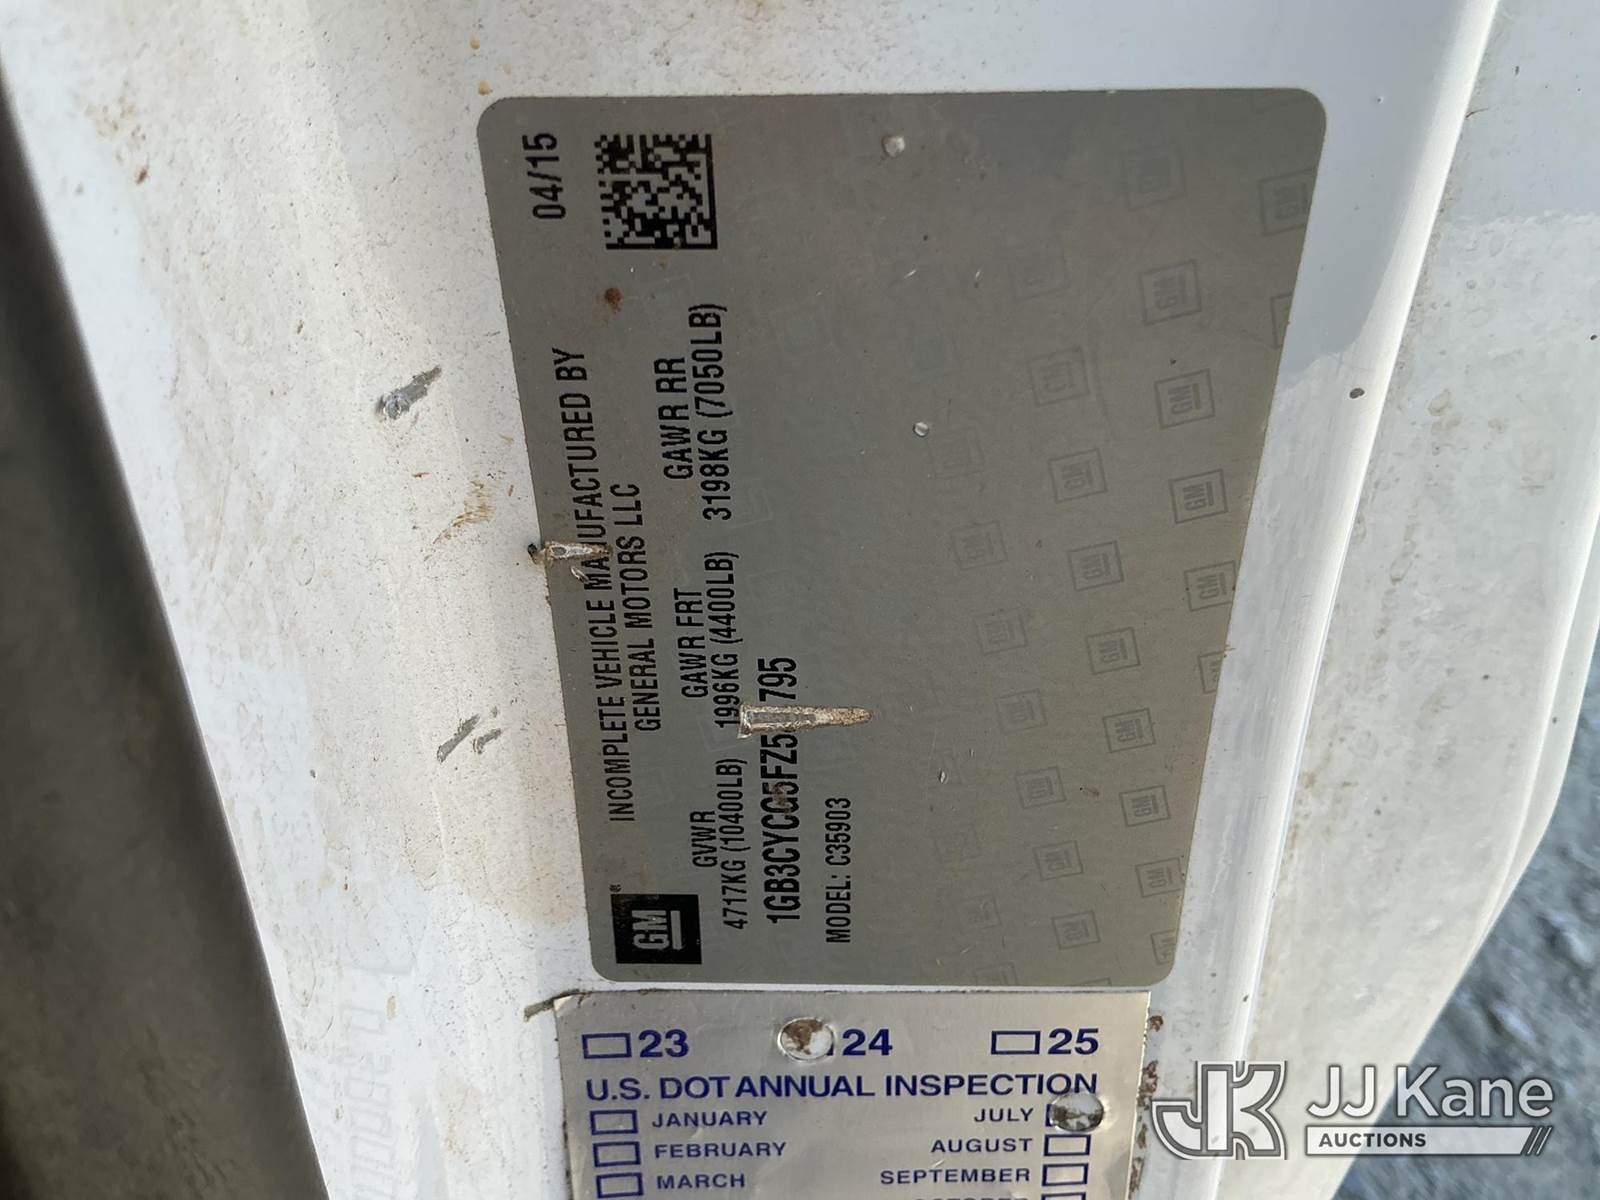 04/15
INCOMPLETE VEHICLE MANUFACTURED BY
GENERAL MOTORS LLC
GM
GVWR GAWR FRT GAWR RR
4717KG (10400LB) 1996KG (4400LB) 3198KG (7050LB)
MODEL: C35903
23 24 25
U.S. DOT ANNUAL INSPECTION
JANUARY JULY
FEBRUARY AUGUST
MARCH SEPTEMBER
JJ Kane
AUCTIONS